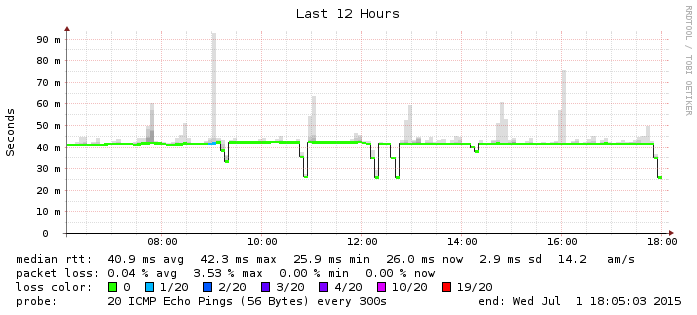 Last 12 Hours
RRDTOOL / TOBI OETIKER
Seconds
90 m
80 m
70 m
60 m
50 m
40 m
30 m
20 m
10 m
0
08:00 10:00 12:00 14:00 16:00 18:00
median rtt: 40.9 ms avg 42.3 ms max 25.9 ms min 26.0 ms now 2.9 ms sd 14.2 am/s
packet loss: 0.04 % avg 3.53 % max 0.00 % min 0.00 % now
loss color: 0 1/20 2/20 3/20 4/20 10/20 19/20
probe: 20 ICMP Echo Pings (56 Bytes) every 300s end: Wed Jul 1 18:05:03 2015